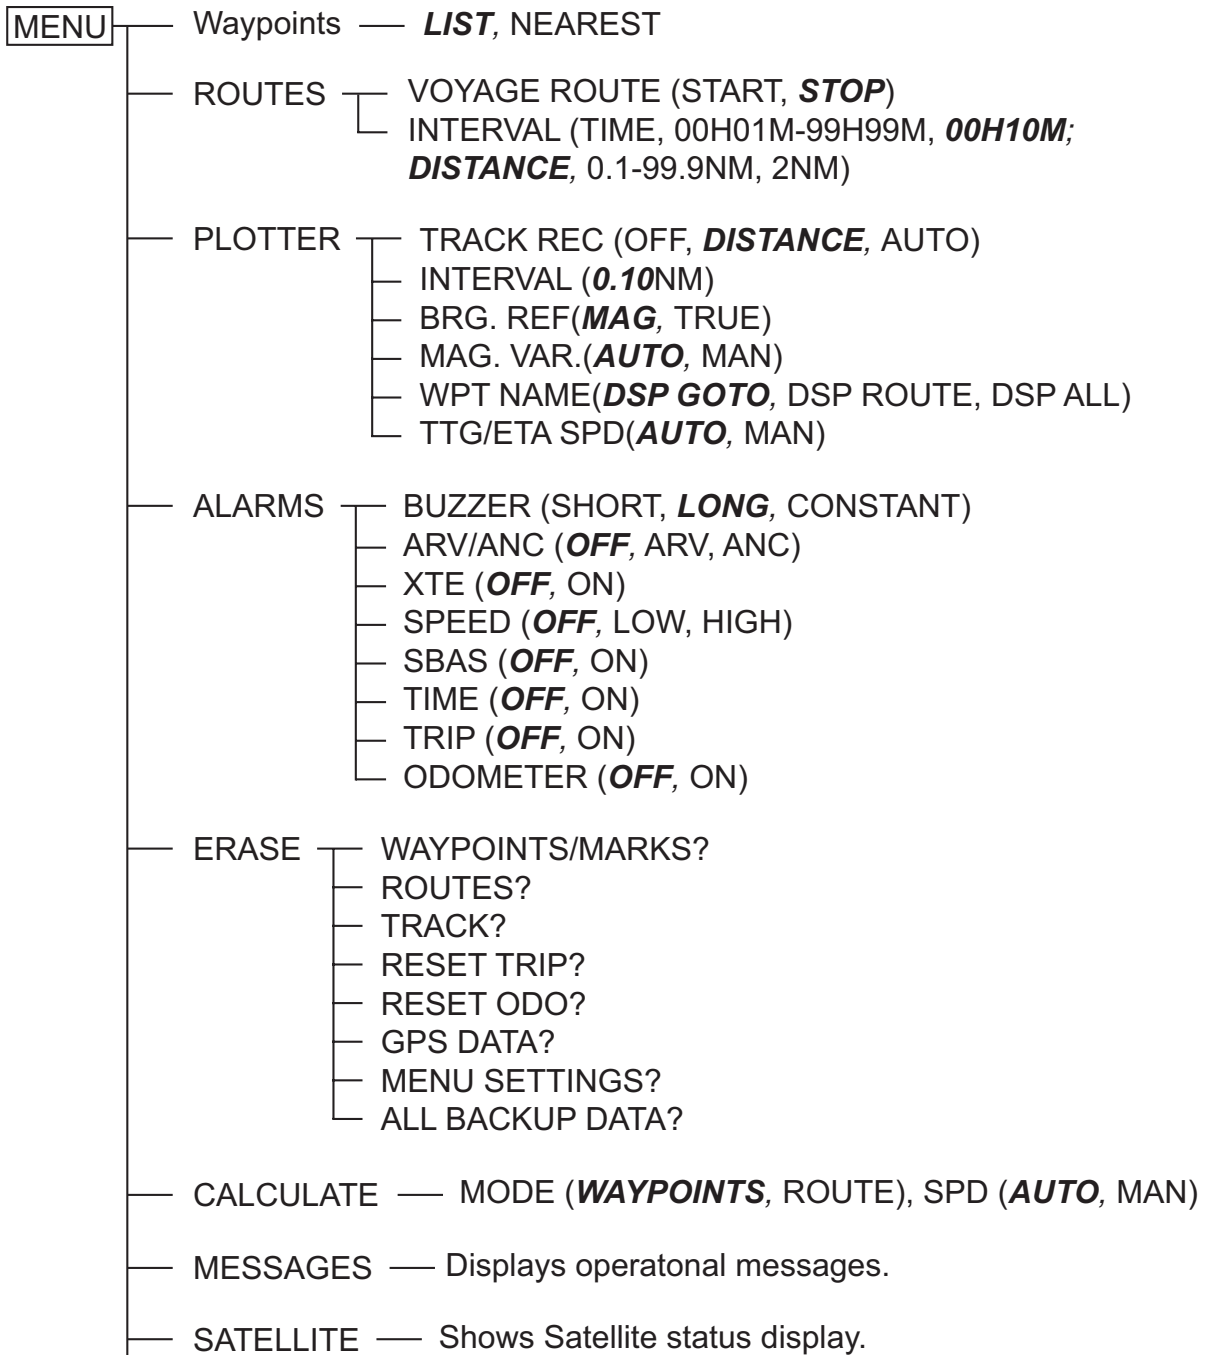 MENU Waypoints LIST, NEAREST
ROUTES VOYAGE ROUTE (START, STOP)
INTERVAL (TIME, 00H01M-99H99M, 00H10M;
DISTANCE, 0.1-99.9NM, 2NM)
PLOTTER TRACK REC (OFF, DISTANCE, AUTO)
INTERVAL (0.10NM)
BRG. REF(MAG, TRUE)
MAG. VAR.(AUTO, MAN)
WPT NAME(DSP GOTO, DSP ROUTE, DSP ALL)
TTG/ETA SPD(AUTO, MAN)
ALARMS BUZZER (SHORT, LONG, CONSTANT)
ARV/ANC (OFF, ARV, ANC)
XTE (OFF, ON)
SPEED (OFF, LOW, HIGH)
SBAS (OFF, ON)
TIME (OFF, ON)
TRIP (OFF, ON)
ODOMETER (OFF, ON)
ERASE WAYPOINTS/MARKS?
ROUTES?
TRACK?
RESET TRIP?
RESET ODO?
GPS DATA?
MENU SETTINGS?
ALL BACKUP DATA?
CALCULATE MODE (WAYPOINTS, ROUTE), SPD (AUTO, MAN)
MESSAGES Displays operatonal messages.
SATELLITE Shows Satellite status display.